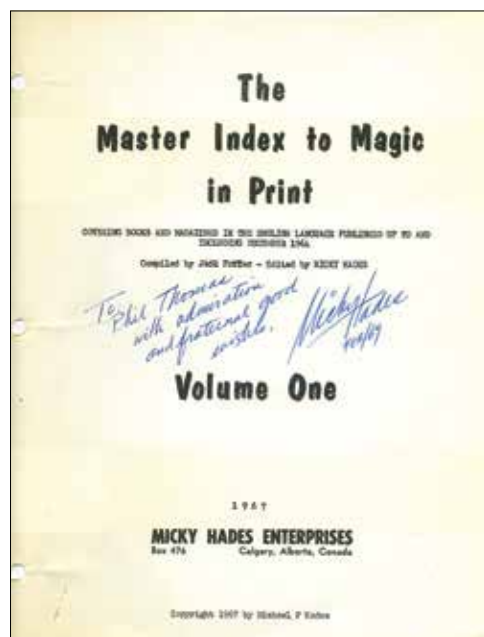 The
Master Index to Magic
in Print
COVERING BOOKS AND MAGAZINES IN THE ENGLISH LANGUAGE PUBLISHED UP TO AND
INCLUDING DECEMBER 1964
Compiled by JACK POTTER - Edited by MICKY HADES
To Phil Thomas
with admiration
and fraternal good
wishes.
Micky
Hades
Volume One
1967
MICKY HADES ENTERPRISES
Box 476 Calgary, Alberta, Canada
Copyright 1967 by Micheal P Hades